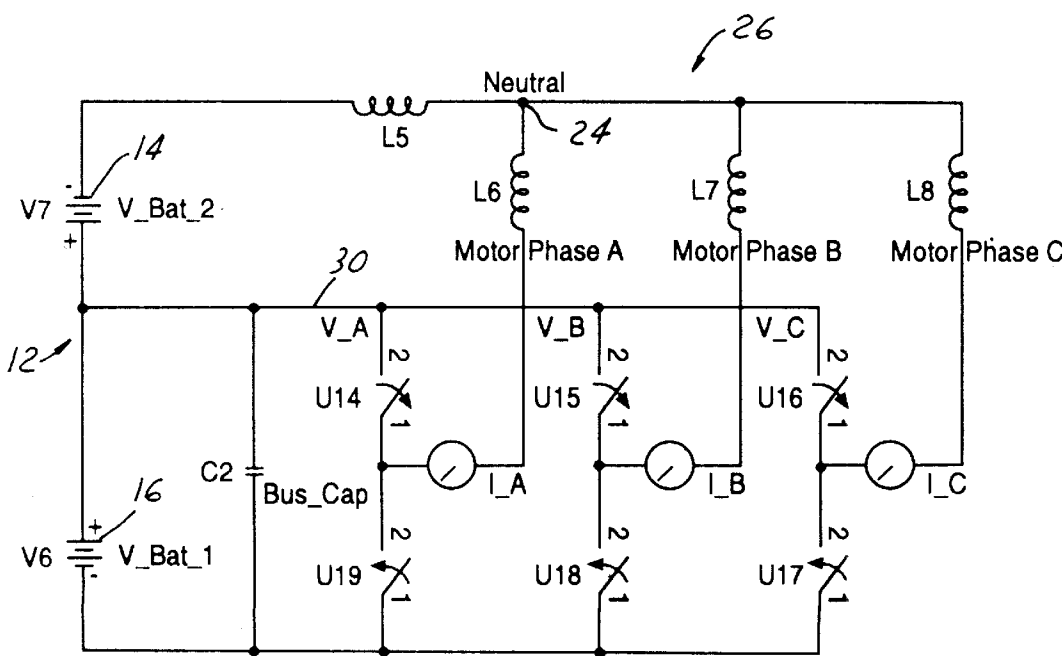 26
Neutral
L5
24
14
-
V7
V_Bat_2
+
L6
L7
L8
Motor Phase A
Motor Phase B
Motor Phase C
30
12
V_A
V_B
V_C
2
2
2
U14
U15
U16
1
1
1
C2
Bus_Cap
I_A
I_B
I_C
16
+
V6
V_Bat_1
-
2
2
2
U19
U18
U17
1
1
1